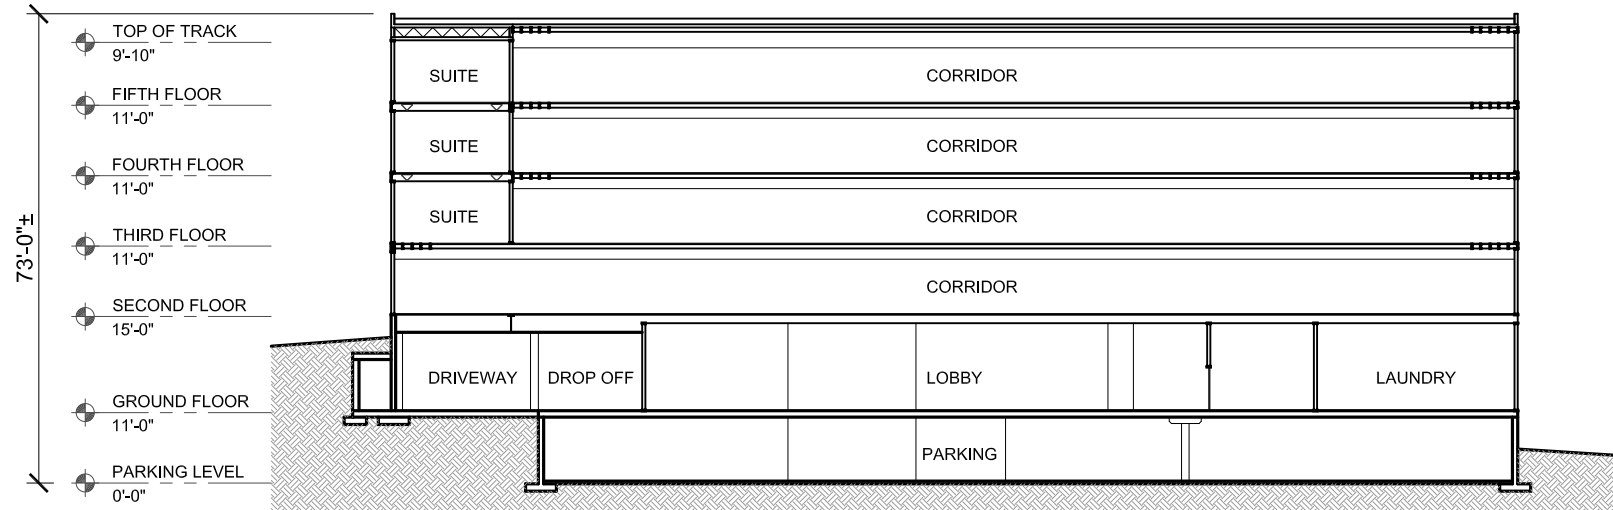 TOP OF TRACK
9'-10"
SUITE
CORRIDOR
FIFTH FLOOR
11'-0"
SUITE
CORRIDOR
FOURTH FLOOR
11'-0"
SUITE
CORRIDOR
THIRD FLOOR
11'-0"
73'-0"±
CORRIDOR
SECOND FLOOR
15'-0"
DRIVEWAY
DROP OFF
LOBBY
LAUNDRY
GROUND FLOOR
11'-0"
PARKING
PARKING LEVEL
0'-0"